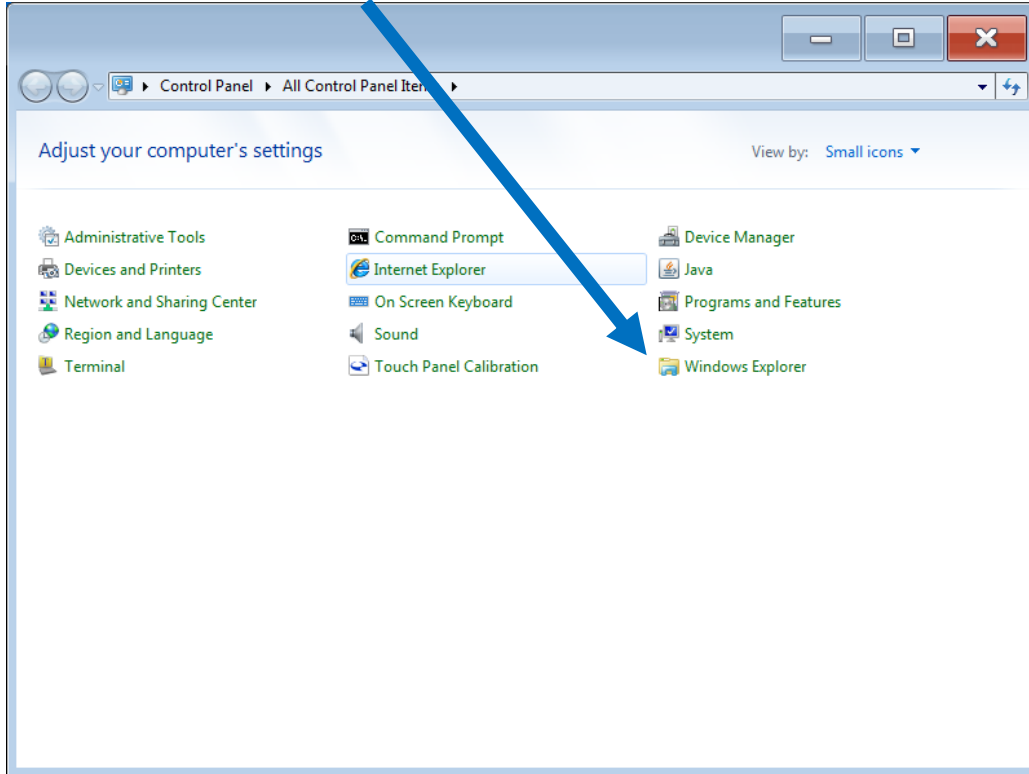 Control Panel All Control Panel Items
Adjust your computer's settings
View by: Small icons
Administrative Tools Command Prompt Device Manager
Devices and Printers Internet Explorer Java
Network and Sharing Center On Screen Keyboard Programs and Features
Region and Language Sound System
Terminal Touch Panel Calibration Windows Explorer